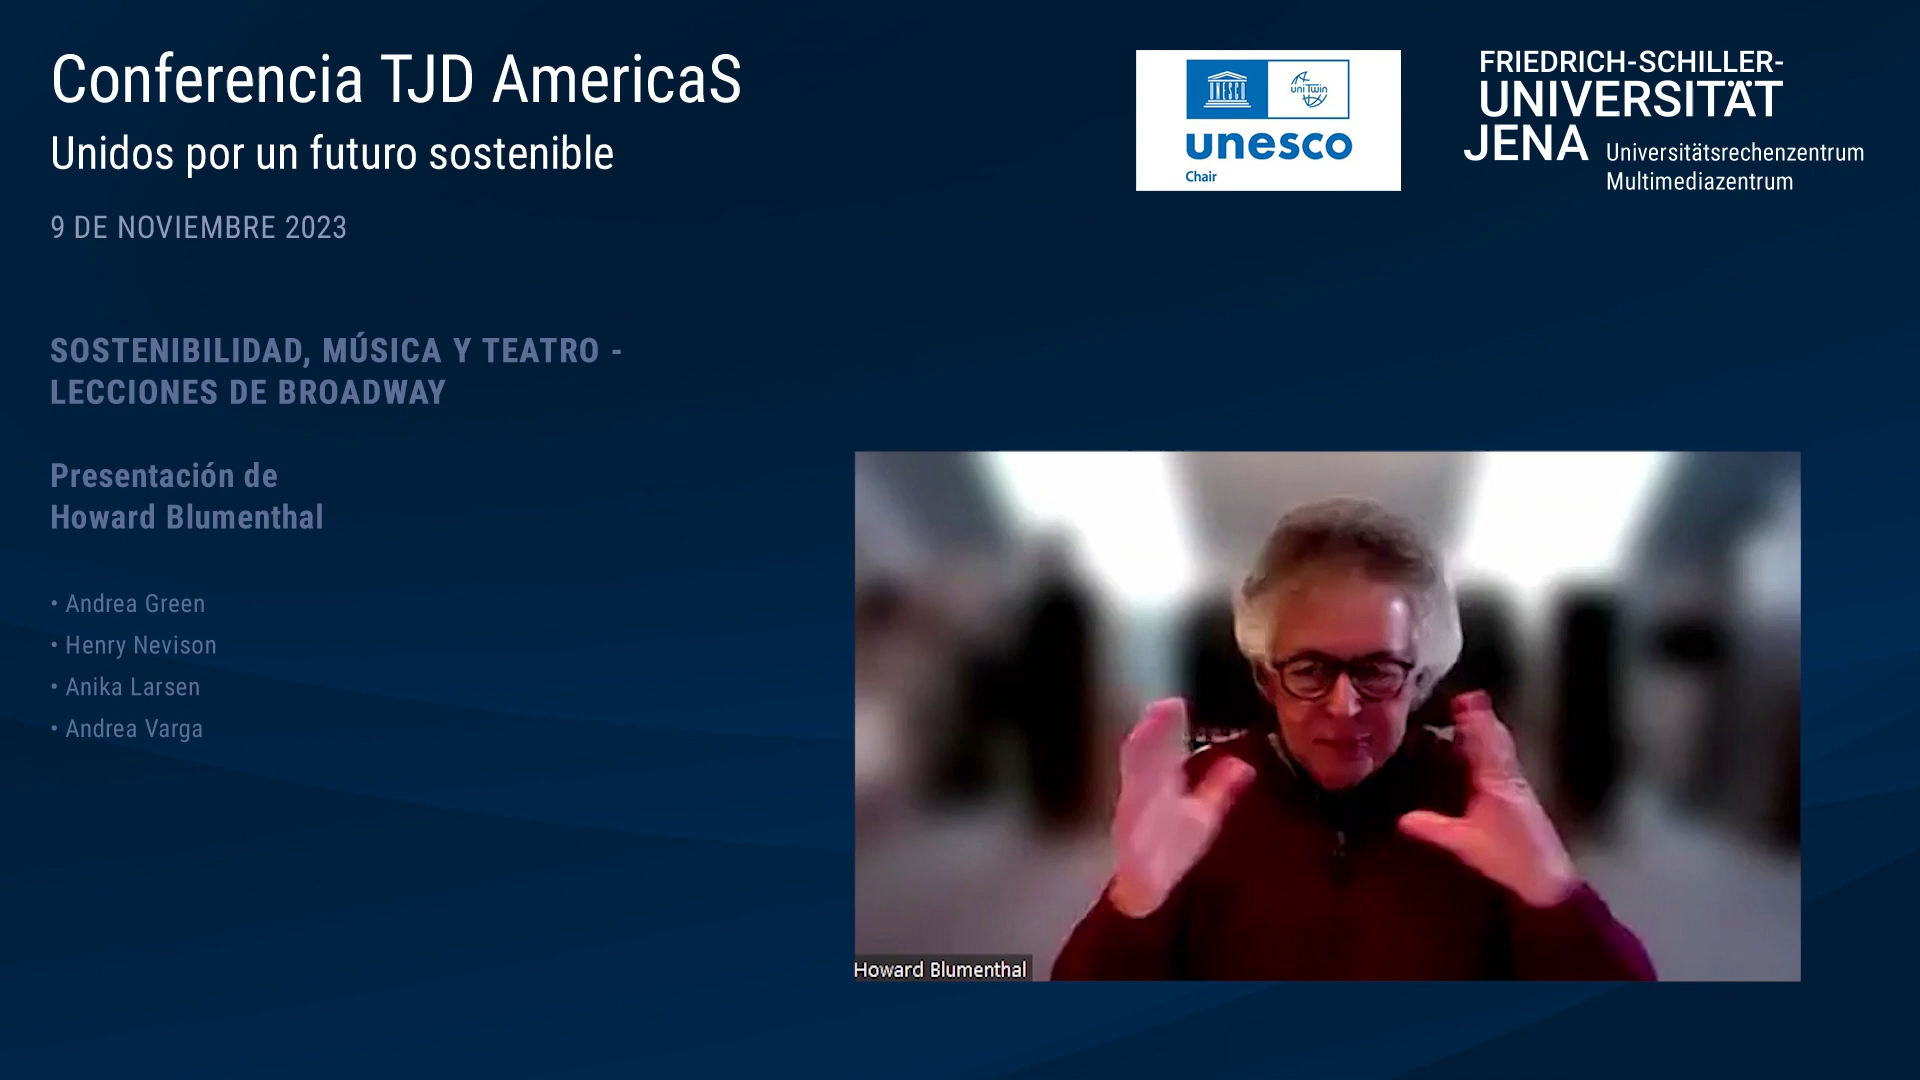 Conferencia TJD AmericaS
Unidos por un futuro sostenible
9 DE NOVIEMBRE 2023
UNESCO
uniTwin
unesco
Chair
FRIEDRICH-SCHILLER-
UNIVERSITÄT
JENA
Universitätsrechenzentrum
Multimediazentrum
SOSTENIBILIDAD, MÚSICA Y TEATRO -
LECCIONES DE BROADWAY
Presentación de
Howard Blumenthal
• Andrea Green
• Henry Nevison
• Anika Larsen
• Andrea Varga
Howard Blumenthal